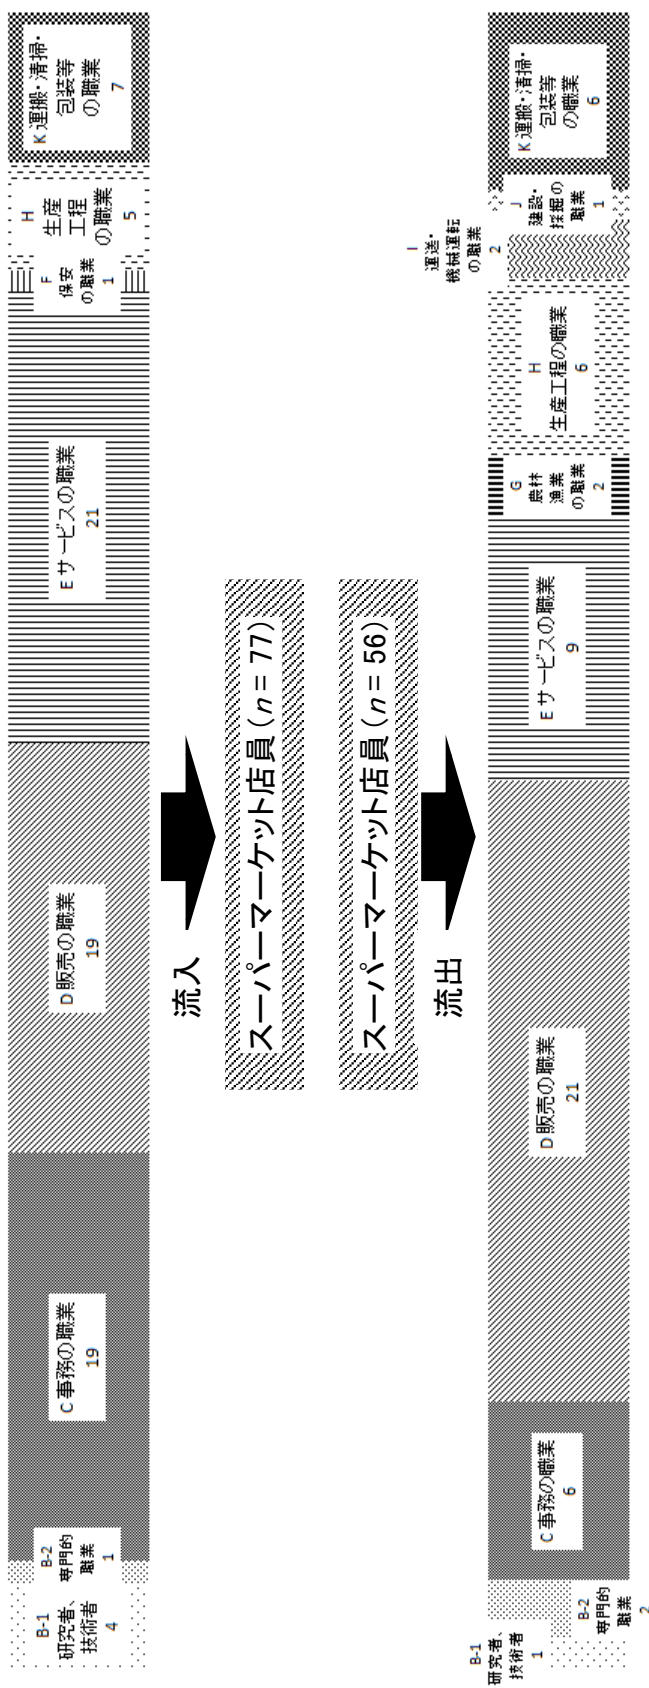 B-1
研究者、
技術者
4
B-2
専門的
職業
1
C 事務の職業
19
D 販売の職業
19
E サービスの職業
21
F
保安
の職業
1
H
生産
工程
の職業
5
K 運搬・清掃・
包装等
の職業
7
流入
スーパーマーケット店員(n = 77)
スーパーマーケット店員(n = 56)
流出
B-1
研究者、
技術者
1
B-2
専門的
職業
2
C 事務の職業
6
D 販売の職業
21
E サービスの職業
9
G
農林
漁業
の職業
2
H
生産工程の職業
6
I
運送・
機械運転
の職業
2
J
建設・
採掘の
職業
1
K 運搬・清掃・
包装等
の職業
6